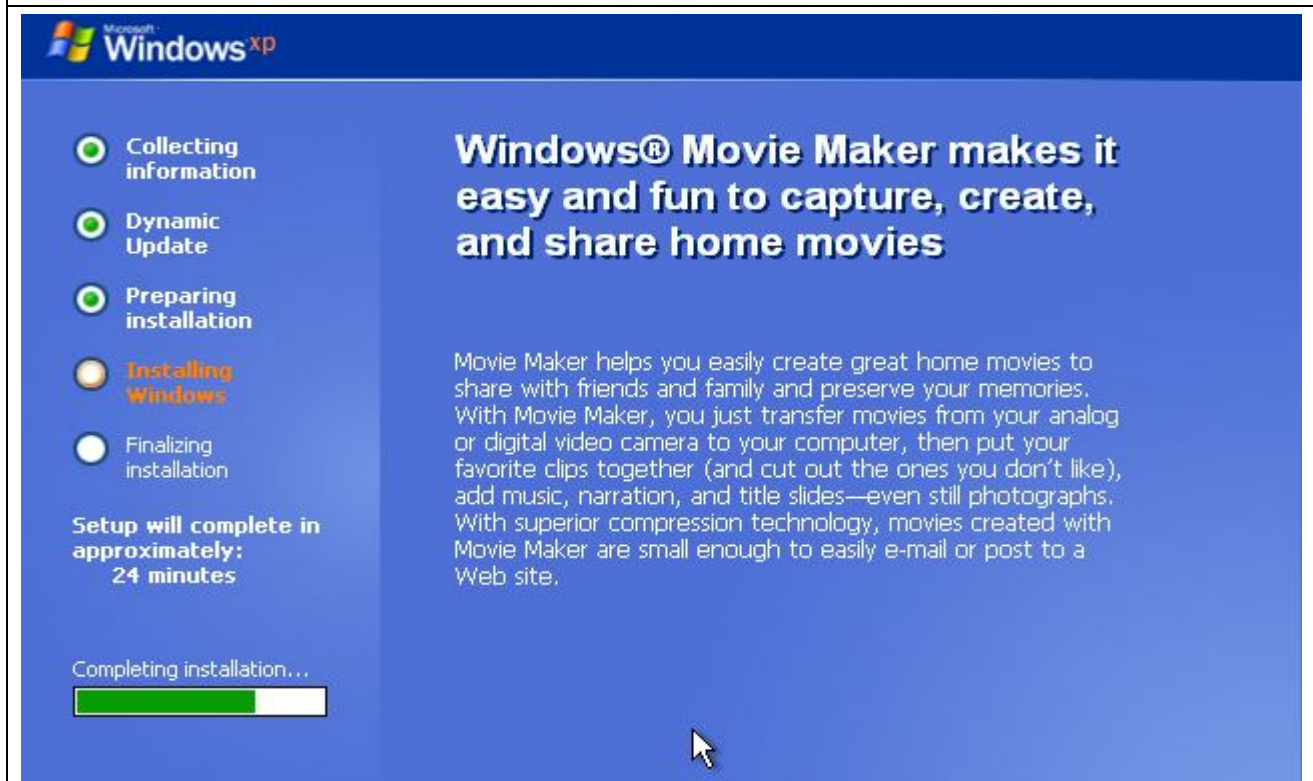 Microsoft
Windows xp
Collecting
information
Dynamic
Update
Preparing
installation
Installing
Windows
Finalizing
installation
Setup will complete in
approximately:
24 minutes
Completing installation...
Windows® Movie Maker makes it
easy and fun to capture, create,
and share home movies
Movie Maker helps you easily create great home movies to
share with friends and family and preserve your memories.
With Movie Maker, you just transfer movies from your analog
or digital video camera to your computer, then put your
favorite clips together (and cut out the ones you don't like),
add music, narration, and title slides—even still photographs.
With superior compression technology, movies created with
Movie Maker are small enough to easily e-mail or post to a
Web site.